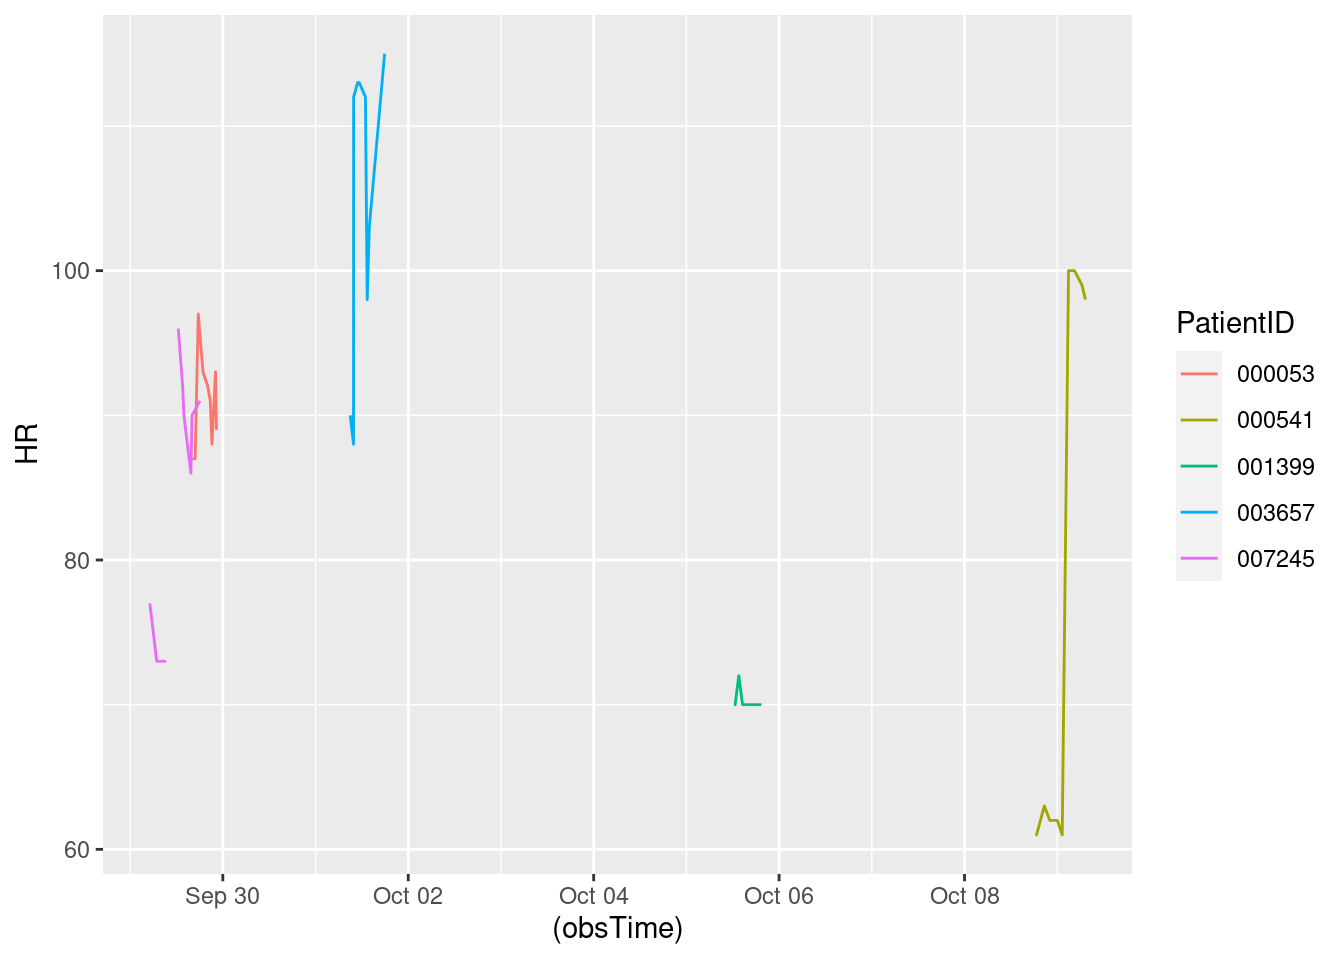 HR
100
80
60
Sep 30
Oct 02
Oct 04
Oct 06
Oct 08
(obsTime)
PatientID
000053
000541
001399
003657
007245